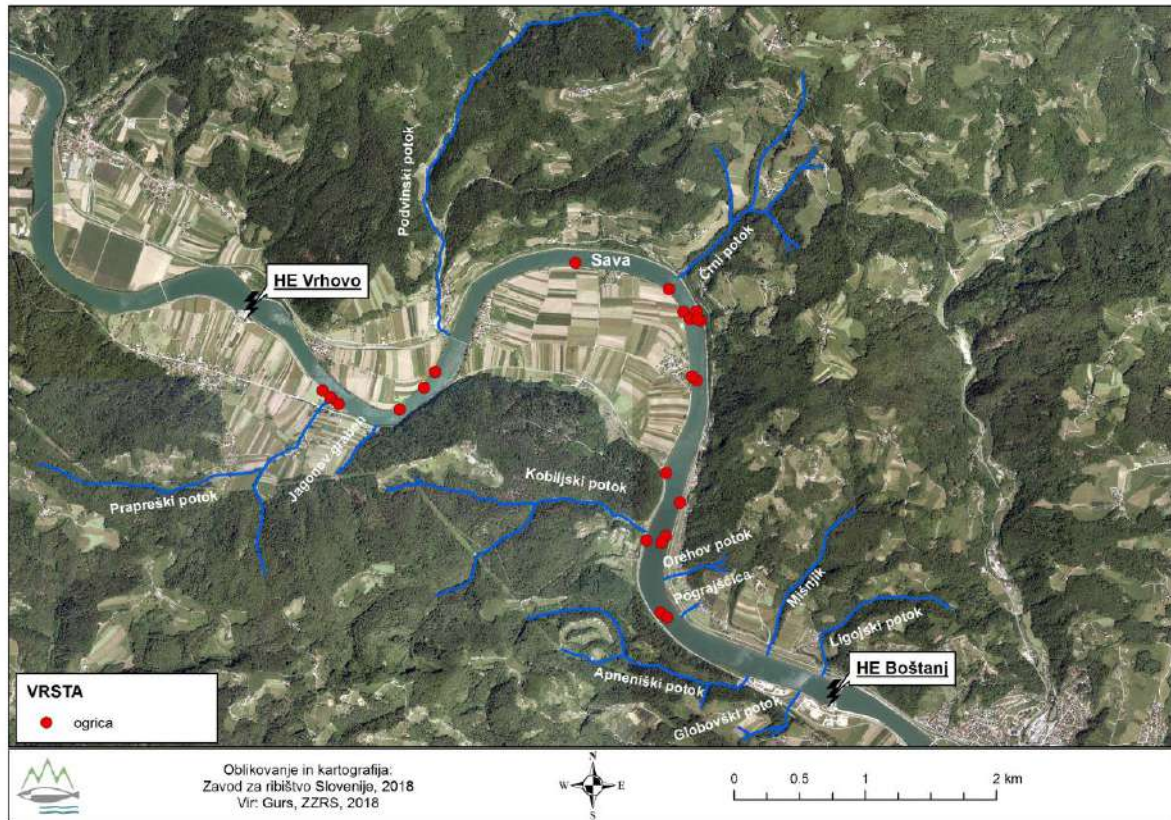 Podvinski potok
Sava
Črni potok
HE Vrhovo
Jagonski graben
Prapreški potok
Kobiljski potok
Orehov potok
Pograjščica
Mišnjik
Ligojski potok
HE Boštanj
Apneniški potok
Globovški potok
VRSTA
ogrica
Oblikovanje in kartografija:
Zavod za ribištvo Slovenije, 2018
Vir: Gurs, ZZRS, 2018
N
W E
S
0 0.5 1 2 km